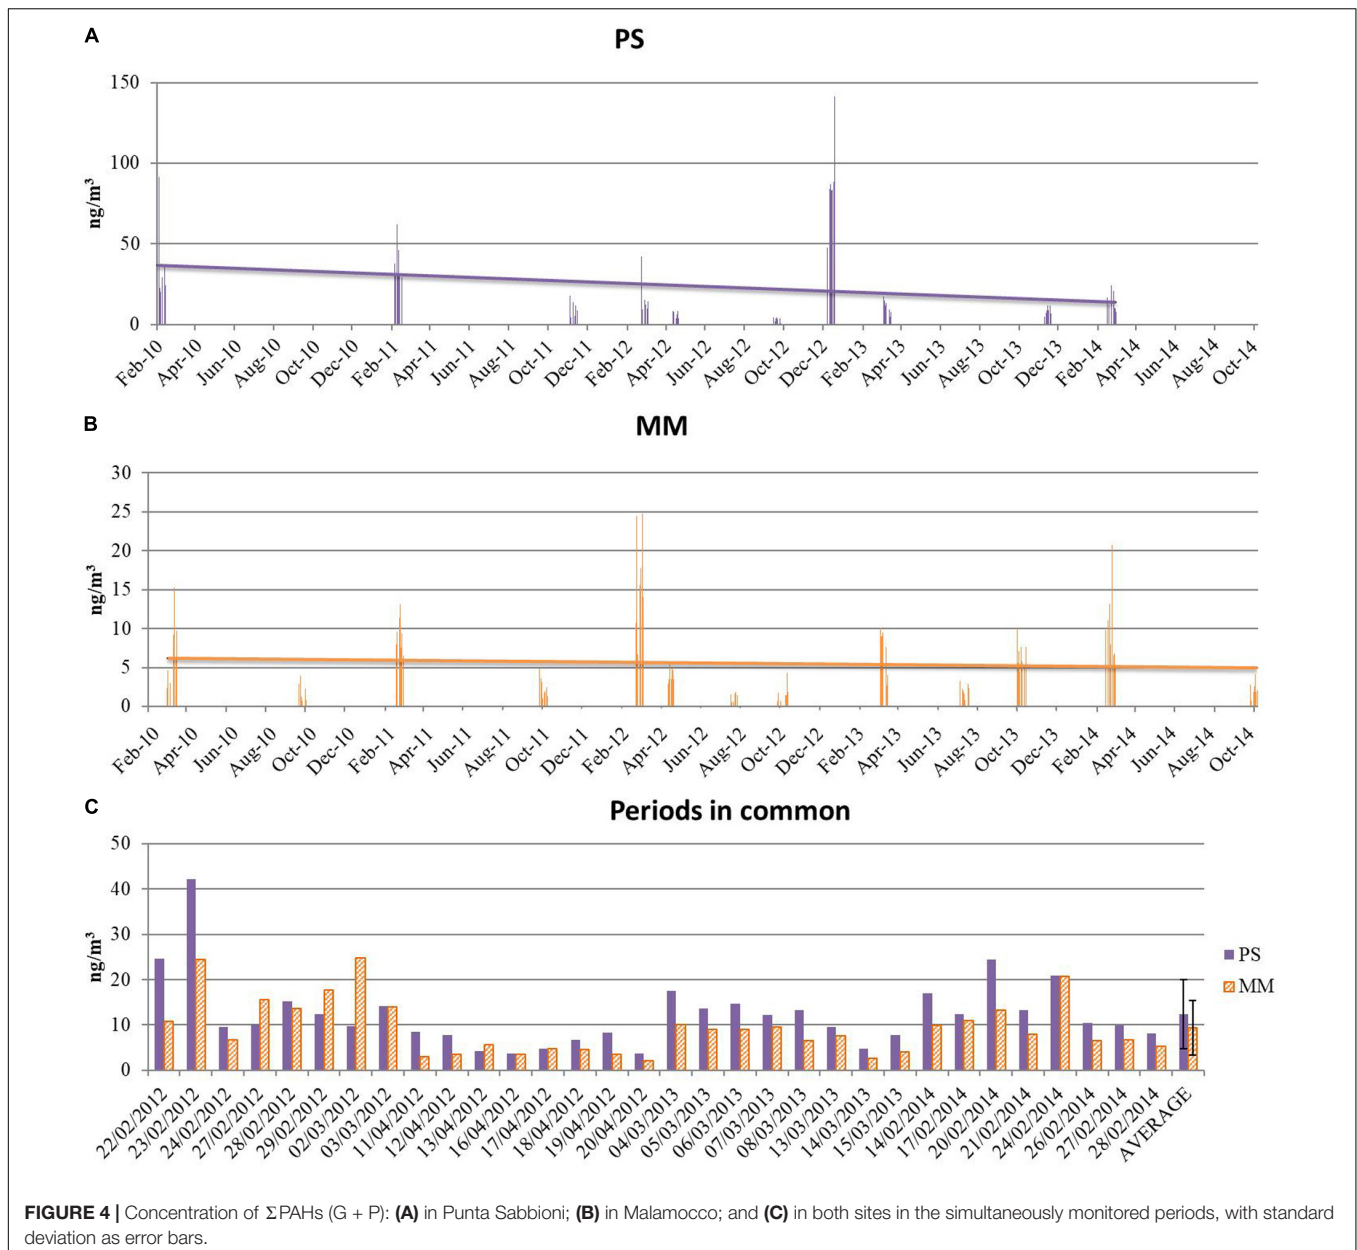 A
PS
150
100
50
0
ng/m³
Feb-10 Apr-10 Jun-10 Aug-10 Oct-10 Dec-10 Feb-11 Apr-11 Jun-11 Aug-11 Oct-11 Dec-11 Feb-12 Apr-12 Jun-12 Aug-12 Oct-12 Dec-12 Feb-13 Apr-13 Jun-13 Aug-13 Oct-13 Dec-13 Feb-14 Apr-14 Jun-14 Aug-14 Oct-14
B
MM
30
25
20
15
10
5
0
ng/m³
Feb-10 Apr-10 Jun-10 Aug-10 Oct-10 Dec-10 Feb-11 Apr-11 Jun-11 Aug-11 Oct-11 Dec-11 Feb-12 Apr-12 Jun-12 Aug-12 Oct-12 Dec-12 Feb-13 Apr-13 Jun-13 Aug-13 Oct-13 Dec-13 Feb-14 Apr-14 Jun-14 Aug-14 Oct-14
C
Periods in common
50
40
30
20
10
0
ng/m³
PS
MM
22/02/2012 23/02/2012 24/02/2012 27/02/2012 28/02/2012 29/02/2012 02/03/2012 03/03/2012 11/04/2012 12/04/2012 13/04/2012 16/04/2012 17/04/2012 18/04/2012 19/04/2012 20/04/2012 04/03/2013 05/03/2013 06/03/2013 07/03/2013 08/03/2013 13/03/2013 14/03/2013 15/03/2013 14/02/2014 17/02/2014 20/02/2014 21/02/2014 24/02/2014 26/02/2014 27/02/2014 28/02/2014 AVERAGE
FIGURE 4 | Concentration of ΣPAHs (G + P): (A) in Punta Sabbioni; (B) in Malamocco; and (C) in both sites in the simultaneously monitored periods, with standard
deviation as error bars.